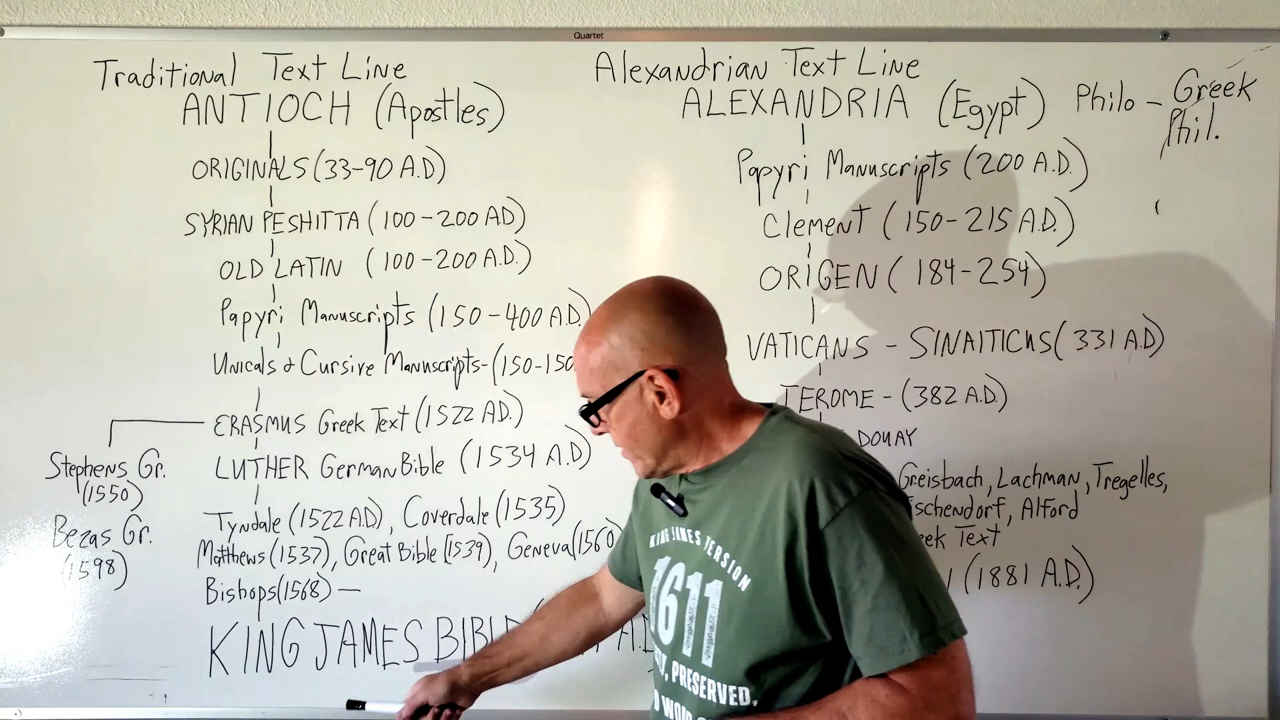 Quartet
Traditional Text Line
ANTIOCH (Apostles)
ORIGINALS (33-90 A.D)
SYRIAN PESHITTA (100-200 AD)
OLD LATIN (100-200 A.D.)
Papyri Manuscripts (150-400 A.D)
Unicals & Cursive Manuscripts-(150-150
ERASMUS Greek Text (1522 A.D.)
Stephens Gr.
(1550)
Bezas Gr.
(1598)
LUTHER German Bible (1534 A.D)
Tyndale (1522 A.D), Coverdale (1535)
Matthews (1537), Great Bible (1539), Geneva (1560)
Bishops (1568) —
KING JAMES BIBL
Alexandrian Text Line
ALEXANDRIA (Egypt)
Philo - Greek
Phil.
Papyri Manuscripts (200 A.D.)
Clement (150-215 A.D.)
ORIGEN (184-254)
VATICANS - SINAITICUS (331 A.D)
JEROME - (382 A.D.)
DOUAY
Greisbach, Lachman, Tregelles,
ischendorf, Alford
eek Text
(1881 A.D.)
KING JAMES VERSION
1611
PRESERVED,